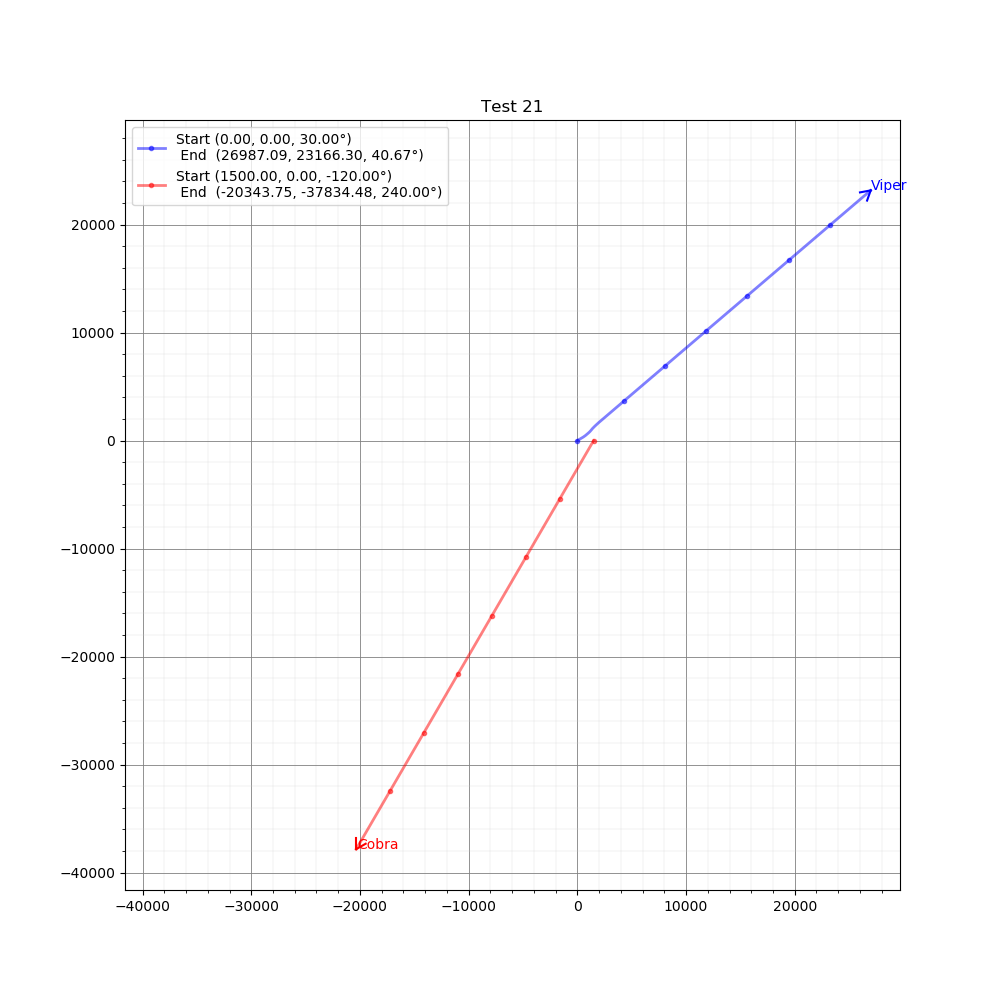 Test 21
Start (0.00, 0.00, 30.00°)
End  (26987.09, 23166.30, 40.67°)
Start (1500.00, 0.00, -120.00°)
End  (-20343.75, -37834.48, 240.00°)
Viper
20000
10000
0
−10000
−20000
−30000
Cobra
−40000
−40000 −30000 −20000 −10000 0 10000 20000